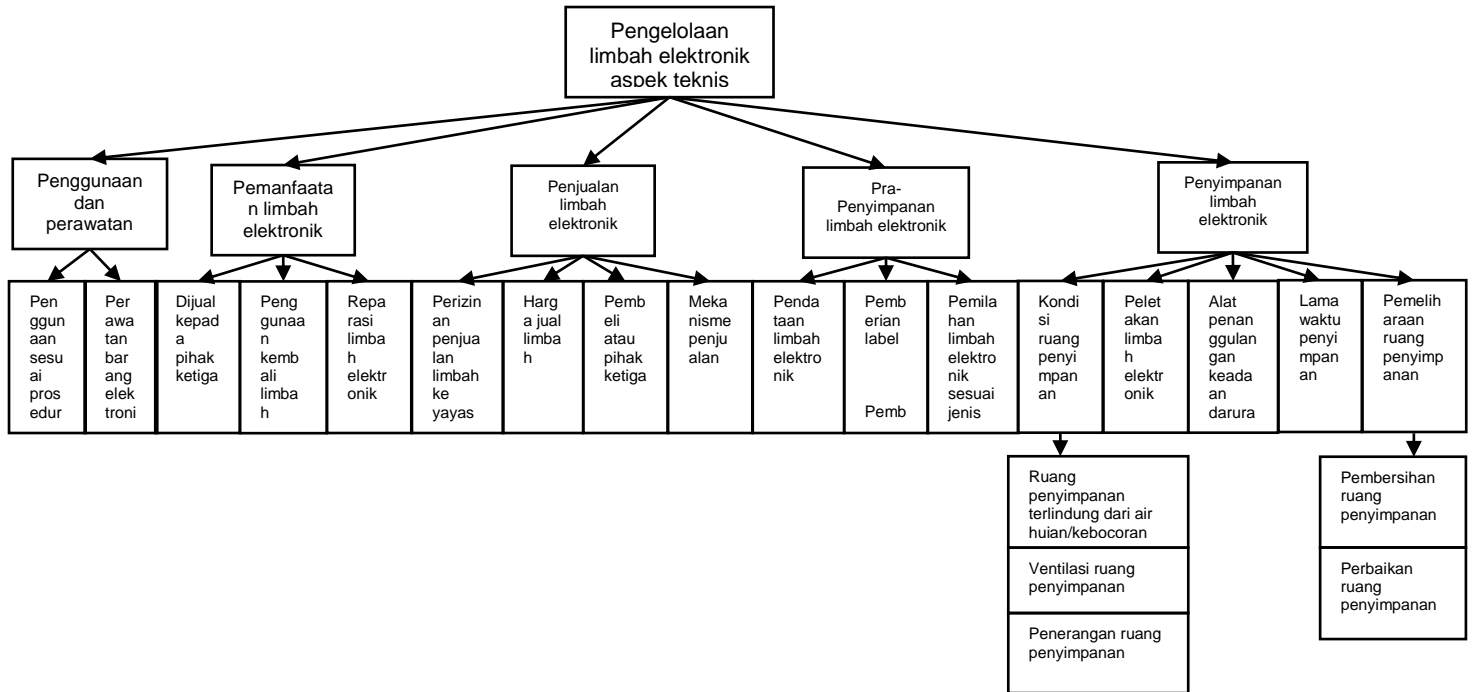 Pengelolaan
limbah elektronik
aspek teknis
Penggunaan
dan
perawatan
Pemanfaata
n limbah
elektronik
Penjualan
limbah
elektronik
Pra-
Penyimpanan
limbah elektronik
Penyimpanan
limbah
elektronik
Pen
ggun
aan
sesu
ai
pros
edur
Per
awa
tan
bar
ang
elek
troni
Dijual
kepad
a
pihak
ketiga
Peng
gunaa
n
kemb
ali
limba
h
Repa
rasi
limba
h
elektr
onik
Perizin
an
penjua
lan
limbah
ke
yayas
Harg
a jual
limba
h
Pemb
eli
atau
pihak
ketiga
Meka
nisme
penju
alan
Penda
taan
limbah
elektro
nik
Pemb
erian
label
Pemb
Pemila
han
limbah
elektro
nik
sesuai
jenis
Kondi
si
ruang
penyi
mpan
an
Pelet
akan
limba
h
elektr
onik
Alat
penan
ggulan
gan
keada
an
darura
Lama
waktu
penyi
mpan
an
Pemelih
araan
ruang
penyimp
anan
Ruang
penyimpanan
terlindung dari air
huian/kebocoran
Ventilasi ruang
penyimpanan
Penerangan ruang
penyimpanan
Pembersihan
ruang
penyimpanan
Perbaikan
ruang
penyimpanan